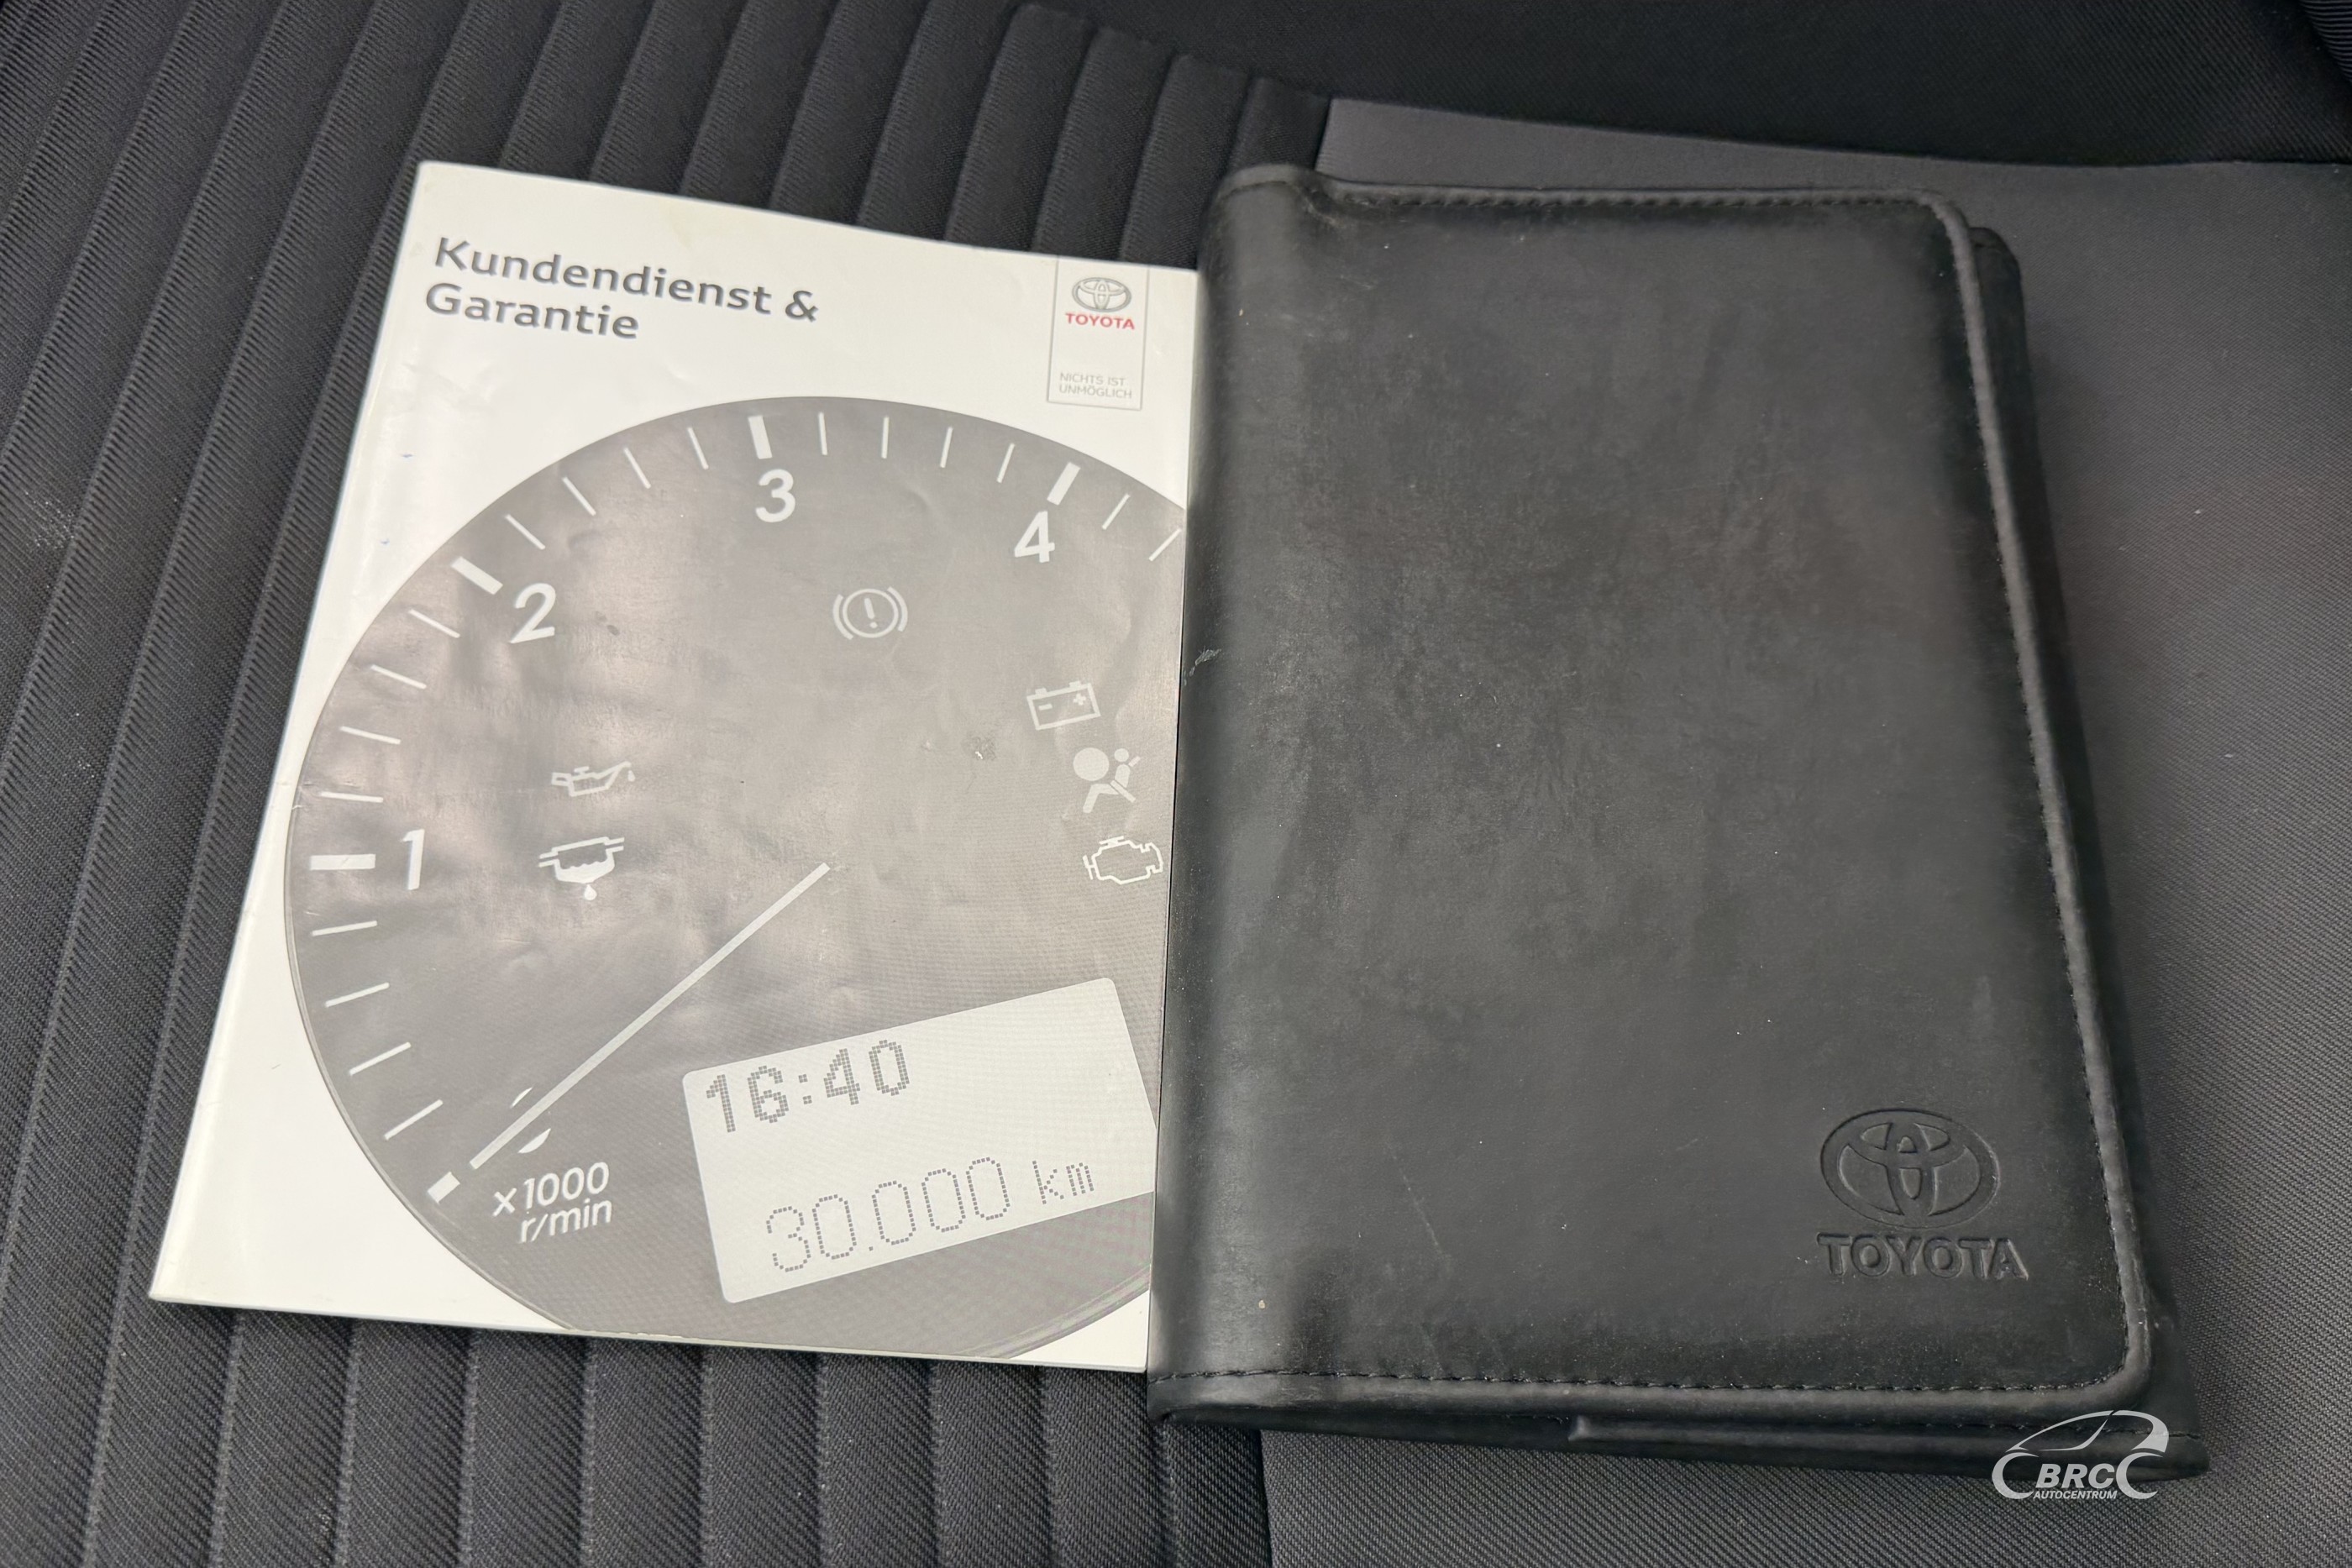 Kundendienst &
Garantie
TOYOTA
NICHTS IST
UNMÖGLICH
3
4
2
1
x1000
r/min
16:40
30.000 km
TOYOTA
BRC
AUTOCENTRUM